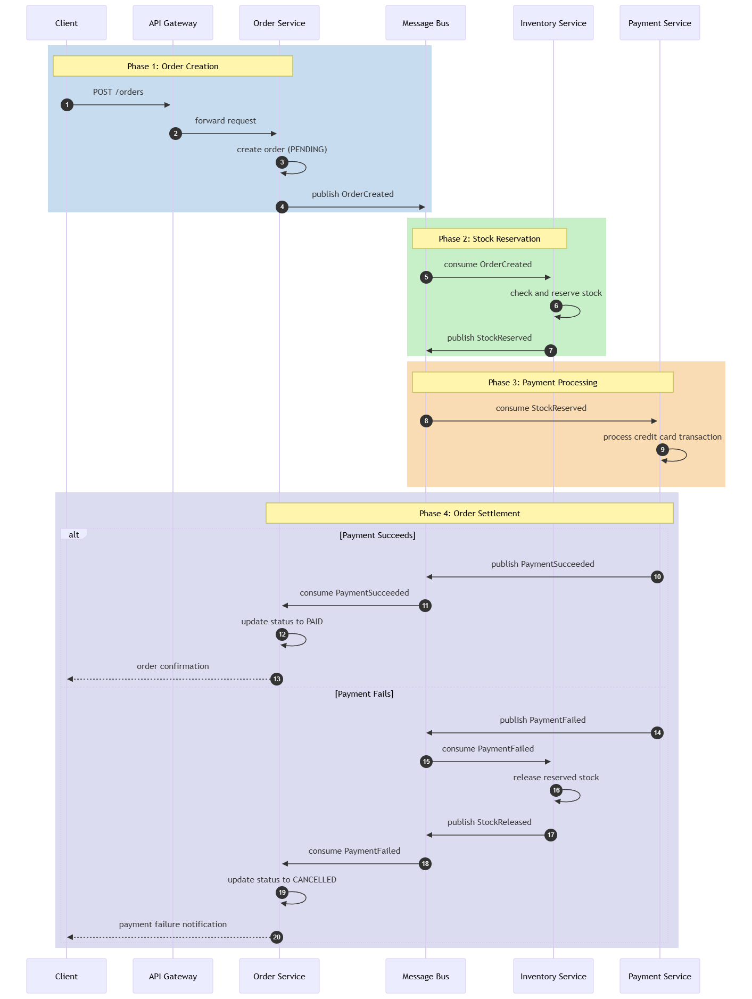 Client
API Gateway
Order Service
Message Bus
Inventory Service
Payment Service
Phase 1: Order Creation
POST /orders
1
forward request
2
create order (PENDING)
3
publish OrderCreated
4
Phase 2: Stock Reservation
consume OrderCreated
5
check and reserve stock
6
publish StockReserved
7
Phase 3: Payment Processing
consume StockReserved
8
process credit card transaction
9
Phase 4: Order Settlement
alt
[Payment Succeeds]
publish PaymentSucceeded
10
consume PaymentSucceeded
11
update status to PAID
12
order confirmation
13
[Payment Fails]
publish PaymentFailed
14
consume PaymentFailed
15
release reserved stock
16
publish StockReleased
17
consume PaymentFailed
18
update status to CANCELLED
19
payment failure notification
20
Client
API Gateway
Order Service
Message Bus
Inventory Service
Payment Service